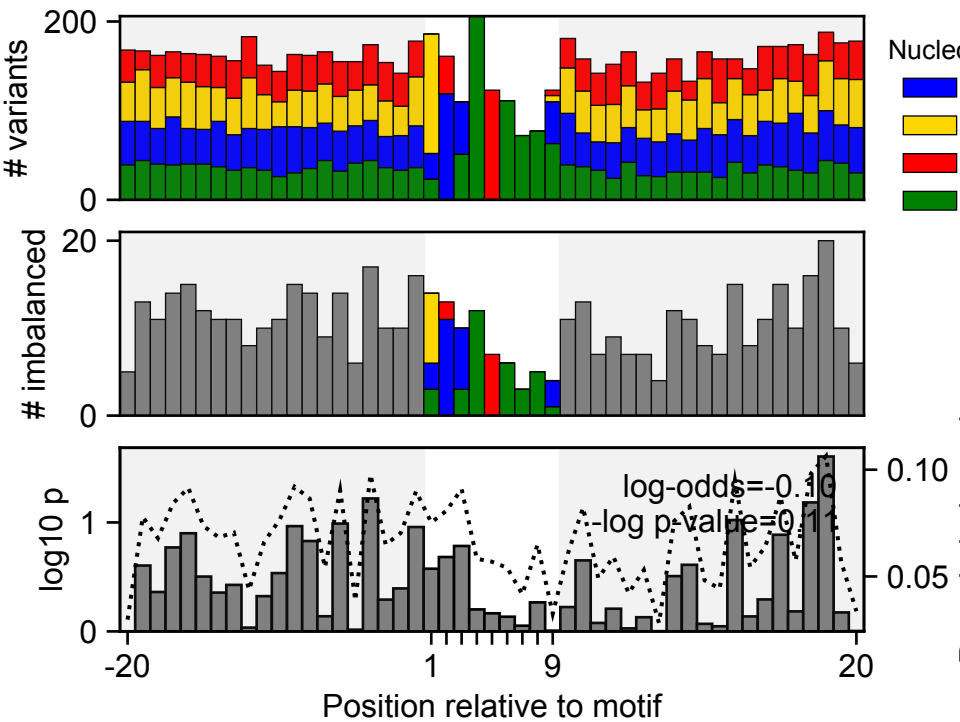 200
0
# variants
Nucleo
20
0
# imbalanced
log-odds=-0.10
-log p-value=0.11
1
0
log10 p
0.10
0.05
-20
1
9
20
Position relative to motif